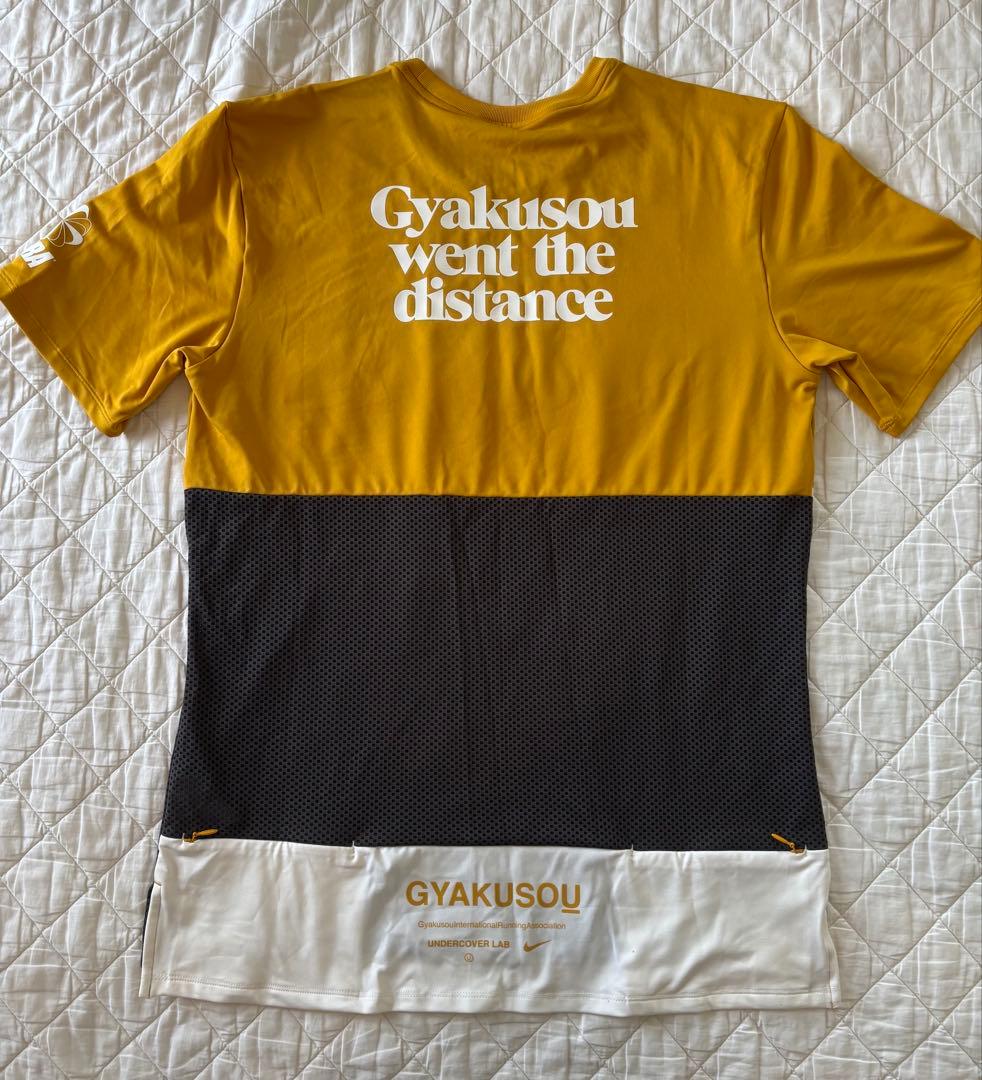 Gyakusou
went the
distance
GYAKUSOU
GyakusouInternationalRunningAssociation
UNDERCOVER LAB
U